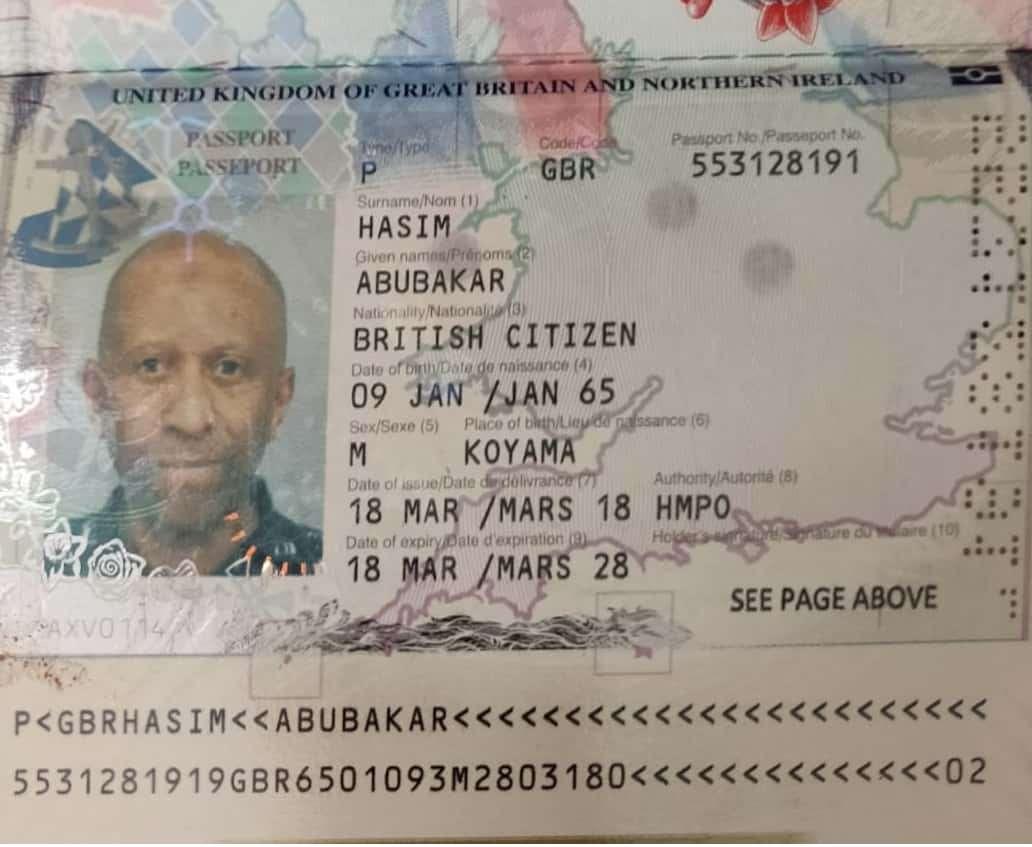 UNITED KINGDOM OF GREAT BRITAIN AND NORTHERN IRELAND
PASSPORT
PASSEPORT
Type/Type Code/Code Passport No./Passeport No.
P GBR 553128191
Surname/Nom (1)
HASIM
Given names/Prénoms (2)
ABUBAKAR
Nationality/Nationalité (3)
BRITISH CITIZEN
Date of birth/Date de naissance (4)
09 JAN /JAN 65
Sex/Sexe (5) Place of birth/Lieu de naissance (6)
M KOYAMA
Date of issue/Date de délivrance (7) Authority/Autorité (8)
18 MAR /MARS 18 HMPO
Date of expiry/Date d'expiration (9) Holder's signature/Signature du titulaire (10)
18 MAR /MARS 28
SEE PAGE ABOVE
P<GBRHASIM<<ABUBAKAR<<<<<<<<<<<<<<<<<<<<<<<<
5531281919GBR6501093M2803180<<<<<<<<<<<<<<02